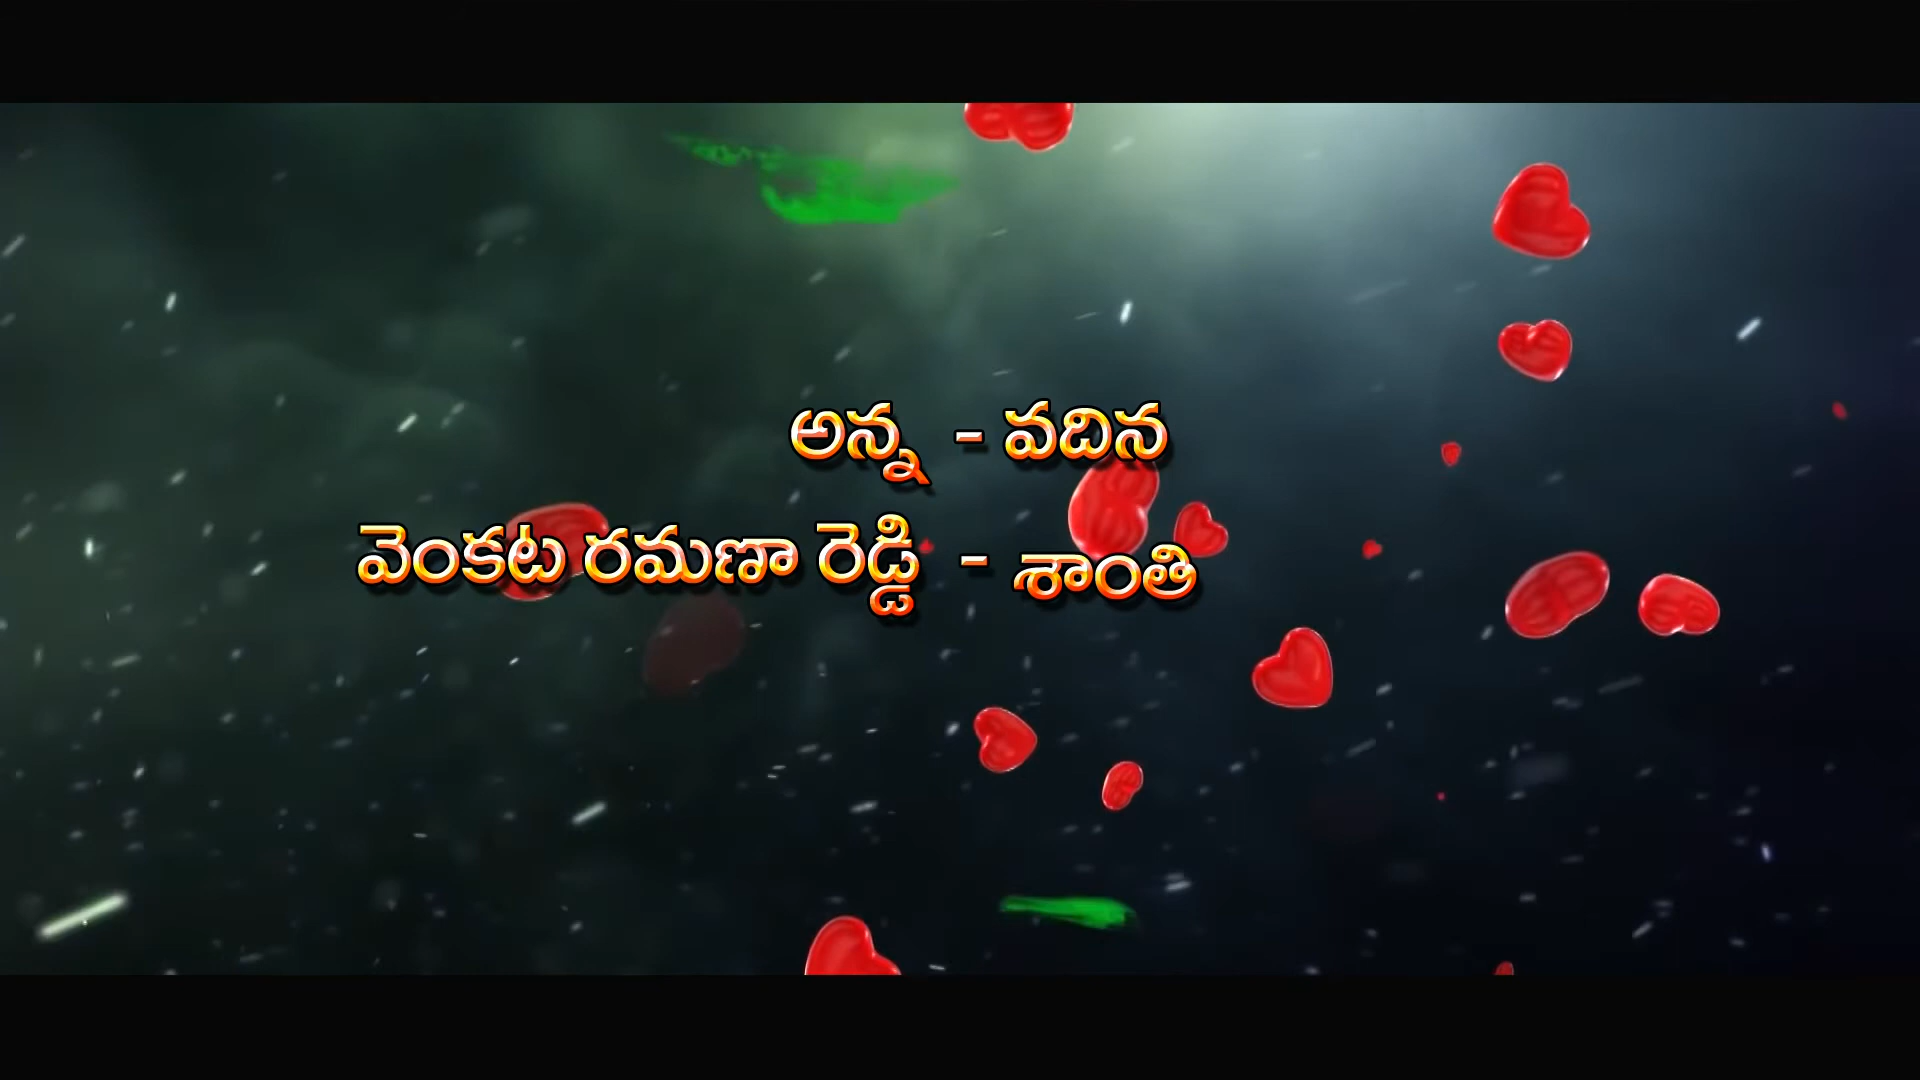 అన్న - వదిన
వెంకట రమణా రెడ్డి - శాంతి